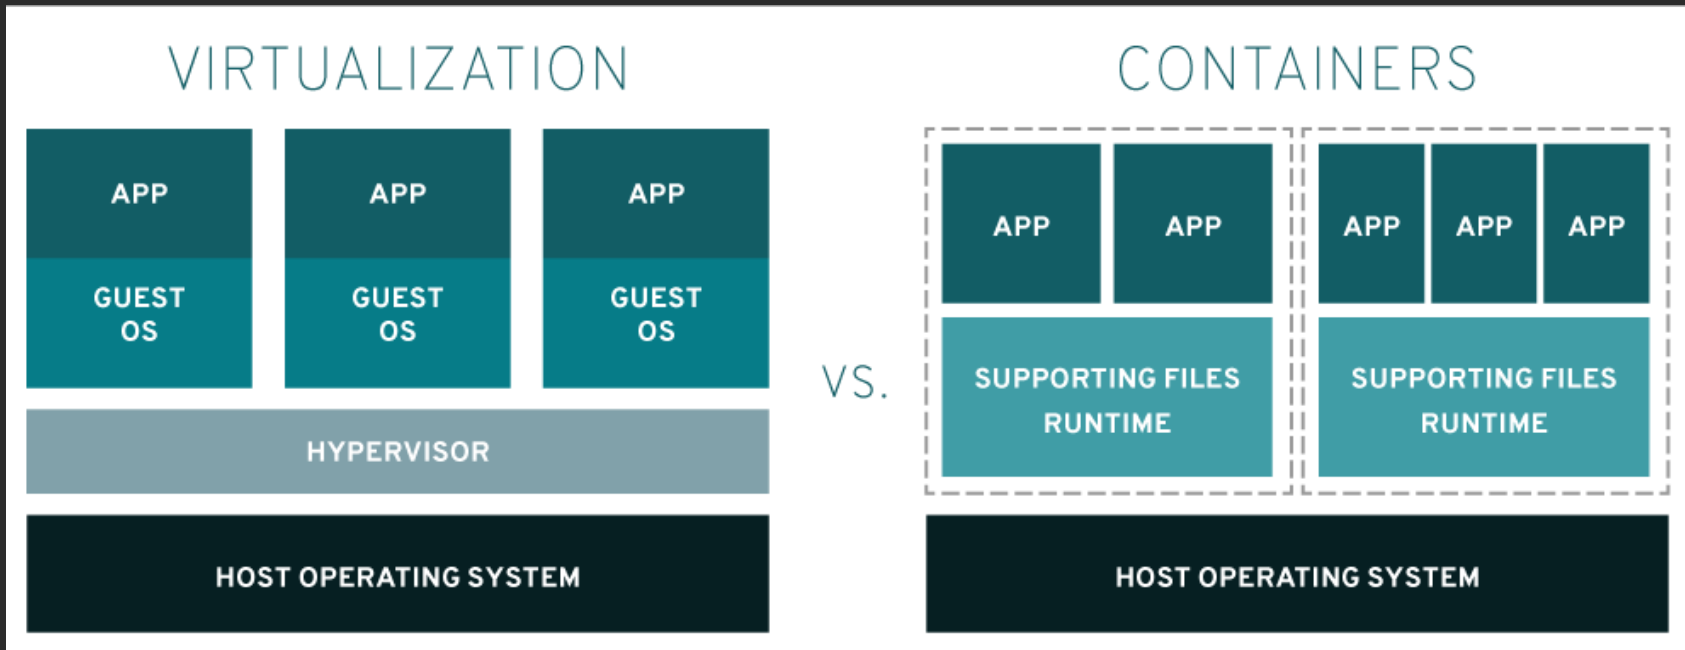 VIRTUALIZATION
APP
GUEST
OS
APP
GUEST
OS
APP
GUEST
OS
HYPERVISOR
HOST OPERATING SYSTEM
VS.
CONTAINERS
APP
APP
SUPPORTING FILES
RUNTIME
APP
APP
APP
SUPPORTING FILES
RUNTIME
HOST OPERATING SYSTEM